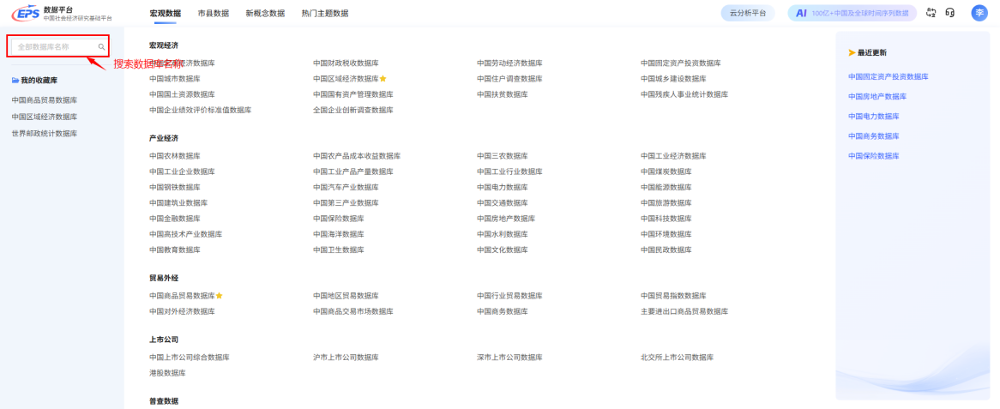 EPS 数据平台
中国社会经济研究基础平台
宏观数据 市县数据 新概念数据 热门主题数据
云分析平台
AI 100亿+中国及全球时间序列数据
李
全部数据库名称
搜索数据库名称
我的收藏库
中国商品贸易数据库
中国区域经济数据库
世界邮政统计数据库
宏观经济
经济数据库 中国财政税收数据库 中国劳动经济数据库 中国固定资产投资数据库
中国城市数据库 中国区域经济数据库 中国住户调查数据库 中国城乡建设数据库
中国国土资源数据库 中国国有资产管理数据库 中国扶贫数据库 中国残疾人事业统计数据库
中国企业绩效评价标准值数据库 全国企业创新调查数据库
产业经济
中国农林数据库 中国农产品成本收益数据库 中国三农数据库 中国工业经济数据库
中国工业企业数据库 中国工业产品产量数据库 中国工业行业数据库 中国煤炭数据库
中国钢铁数据库 中国汽车产业数据库 中国电力数据库 中国能源数据库
中国建筑业数据库 中国第三产业数据库 中国交通数据库 中国旅游数据库
中国金融数据库 中国保险数据库 中国房地产数据库 中国科技数据库
中国高技术产业数据库 中国海洋数据库 中国水利数据库 中国环境数据库
中国教育数据库 中国卫生数据库 中国文化数据库 中国民政数据库
贸易外经
中国商品贸易数据库 中国地区贸易数据库 中国行业贸易数据库 中国贸易指数数据库
中国对外经济数据库 中国商品交易市场数据库 中国商务数据库 主要进出口商品贸易数据库
上市公司
中国上市公司综合数据库 沪市上市公司数据库 深市上市公司数据库 北交所上市公司数据库
港股数据库
普查数据
最近更新
中国固定资产投资数据库
中国房地产数据库
中国电力数据库
中国商务数据库
中国保险数据库